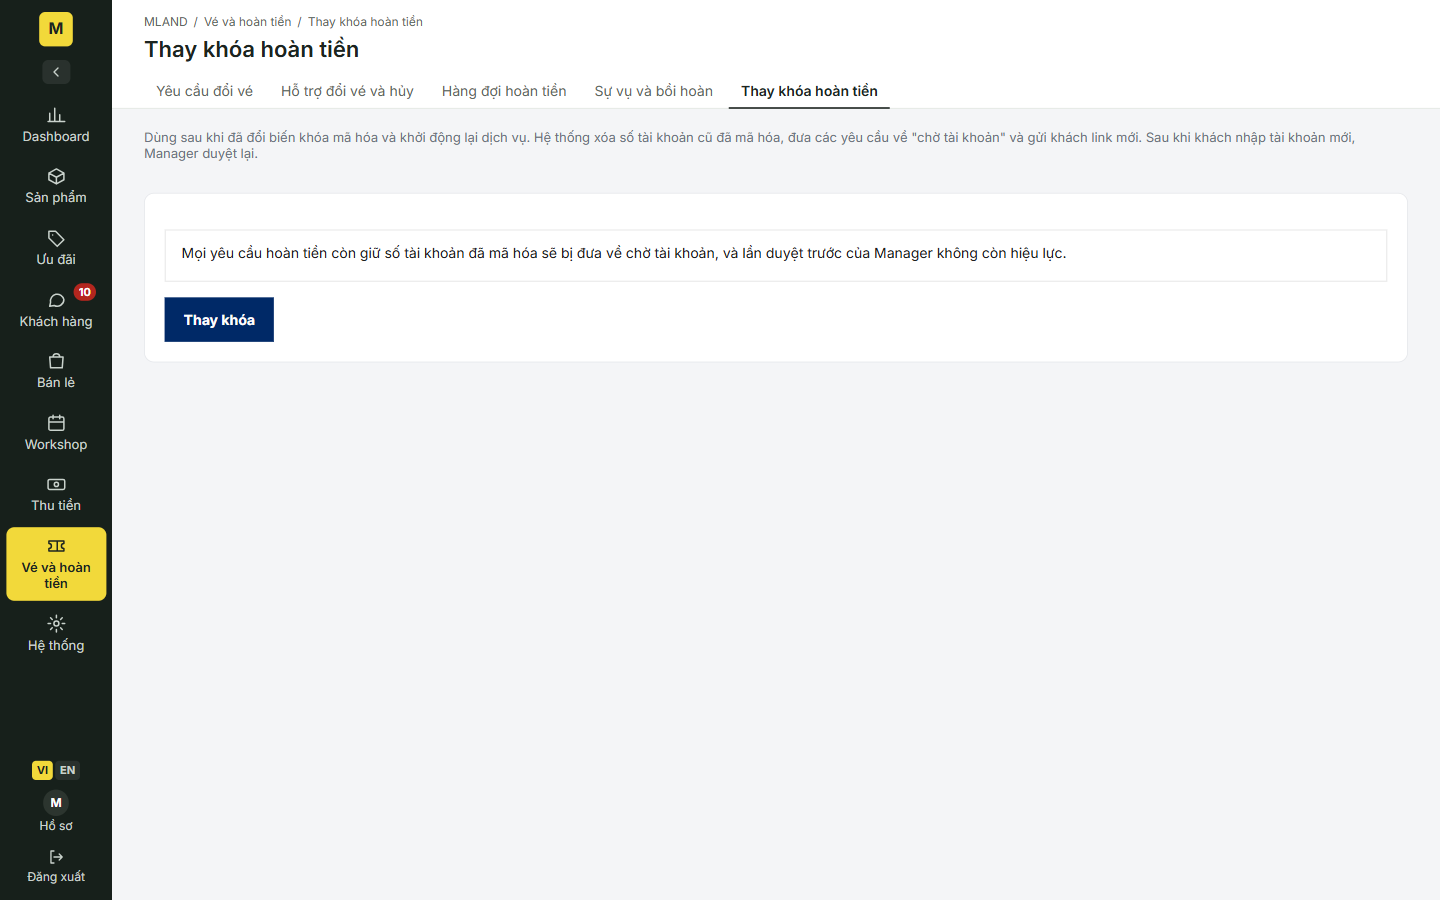 M
Dashboard
Sản phẩm
Ưu đãi
10
Khách hàng
Bán lẻ
Workshop
Thu tiền
Vé và hoàn
tiền
Hệ thống
VI EN
M
Hồ sơ
Đăng xuất
MLAND / Vé và hoàn tiền / Thay khóa hoàn tiền
Thay khóa hoàn tiền
Yêu cầu đổi vé Hỗ trợ đổi vé và hủy Hàng đợi hoàn tiền Sự vụ và bồi hoàn Thay khóa hoàn tiền
Dùng sau khi đã đổi biến khóa mã hóa và khởi động lại dịch vụ. Hệ thống xóa số tài khoản cũ đã mã hóa, đưa các yêu cầu về "chờ tài khoản" và gửi khách link mới. Sau khi khách nhập tài khoản mới,
Manager duyệt lại.
Mọi yêu cầu hoàn tiền còn giữ số tài khoản đã mã hóa sẽ bị đưa về chờ tài khoản, và lần duyệt trước của Manager không còn hiệu lực.
Thay khóa